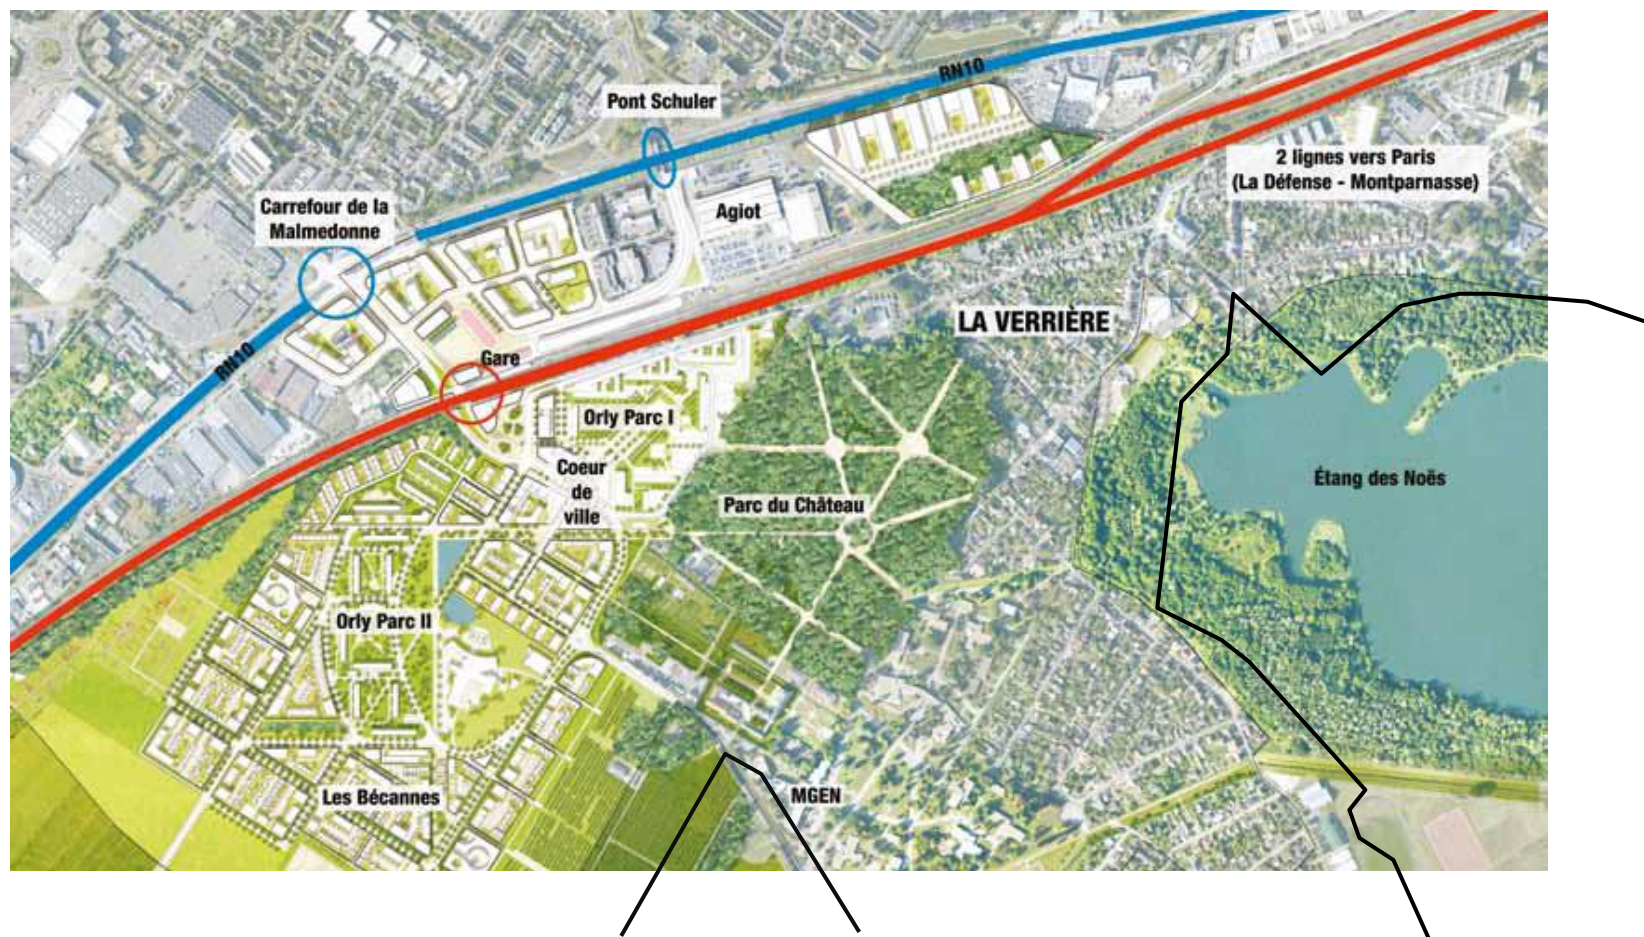 RN10
Pont Schuler
2 lignes vers Paris
(La Défense - Montparnasse)
Carrefour de la
Malmedonne
Agiot
LA VERRIÈRE
RN10
Gare
Orly Parc I
Coeur
de
ville
Étang des Noës
Parc du Château
Orly Parc II
Les Bécannes
MGEN